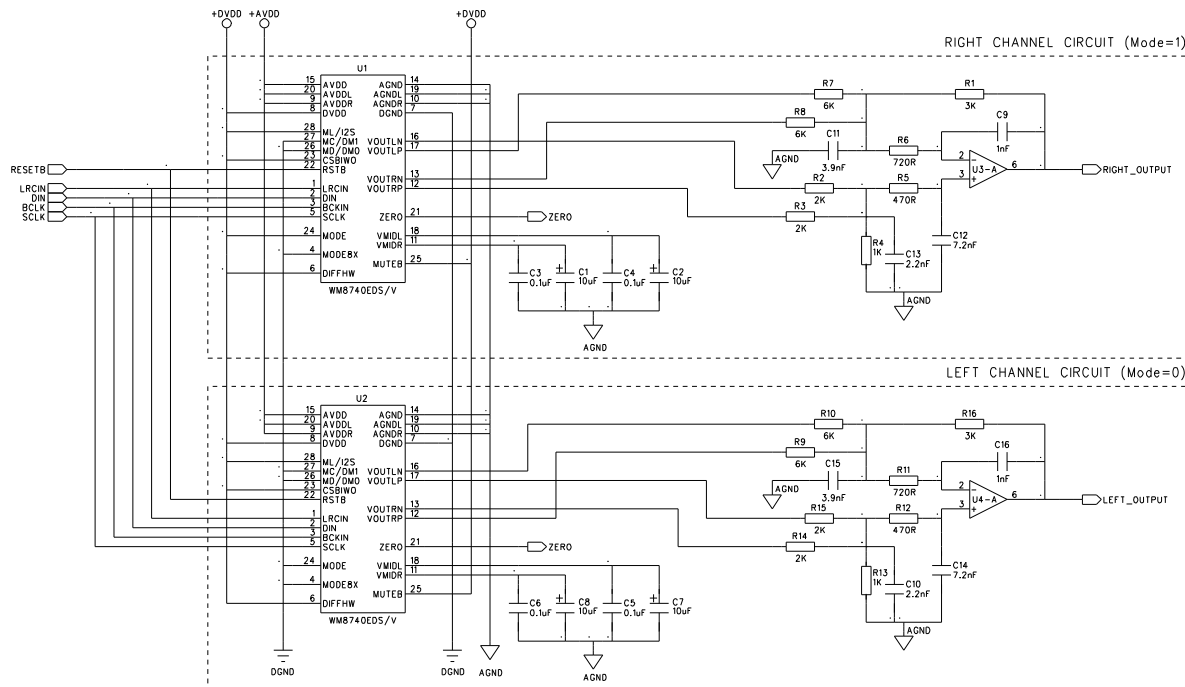 +DVDD +AVDD +DVDD
RIGHT CHANNEL CIRCUIT (Mode=1)
U1
15 AVDD AGND 14
20 AVDDL AGNDL 19
9 AVDDR AGNDR 10
8 DVDD DGND 7
28 ML/I2S
27 MC/DM1 VOUTLN 16
26 MD/DM0 VOUTLP 17
23 CSBIWO
22 RSTB
VOUTRN 13
1 LRCIN VOUTRP 12
2 DIN
3 BCKIN
5 SCLK ZERO 21
24 MODE VMIDL 18
VMIDR 11
4 MODE8X
MUTEB 25
6 DIFFHW
WM8740EDS/V
RESETB
LRCIN
DIN
BCLK
SCLK
ZERO
C3
0.1uF
C1
10uF
C4
0.1uF
C2
10uF
AGND
R7
6K
R1
3K
R8
6K
C9
1nF
C11
3.9nF
AGND
R6
720R
R2
2K
R5
470R
2
3
6
U3-A
RIGHT_OUTPUT
R3
2K
R4
1K
C13
2.2nF
C12
7.2nF
AGND
LEFT CHANNEL CIRCUIT (Mode=0)
U2
15 AVDD AGND 14
20 AVDDL AGNDL 19
9 AVDDR AGNDR 10
8 DVDD DGND 7
28 ML/I2S
27 MC/DM1 VOUTLN 16
26 MD/DM0 VOUTLP 17
23 CSBIWO
22 RSTB
VOUTRN 13
1 LRCIN VOUTRP 12
2 DIN
3 BCKIN
5 SCLK ZERO 21
24 MODE VMIDL 18
VMIDR 11
4 MODE8X
MUTEB 25
6 DIFFHW
WM8740EDS/V
ZERO
C6
0.1uF
C8
10uF
C5
0.1uF
C7
10uF
AGND
R10
6K
R16
3K
R9
6K
C16
1nF
C15
3.9nF
AGND
R11
720R
R15
2K
R12
470R
2
3
6
U4-A
LEFT_OUTPUT
R14
2K
R13
1K
C10
2.2nF
C14
7.2nF
AGND
DGND
DGND
AGND